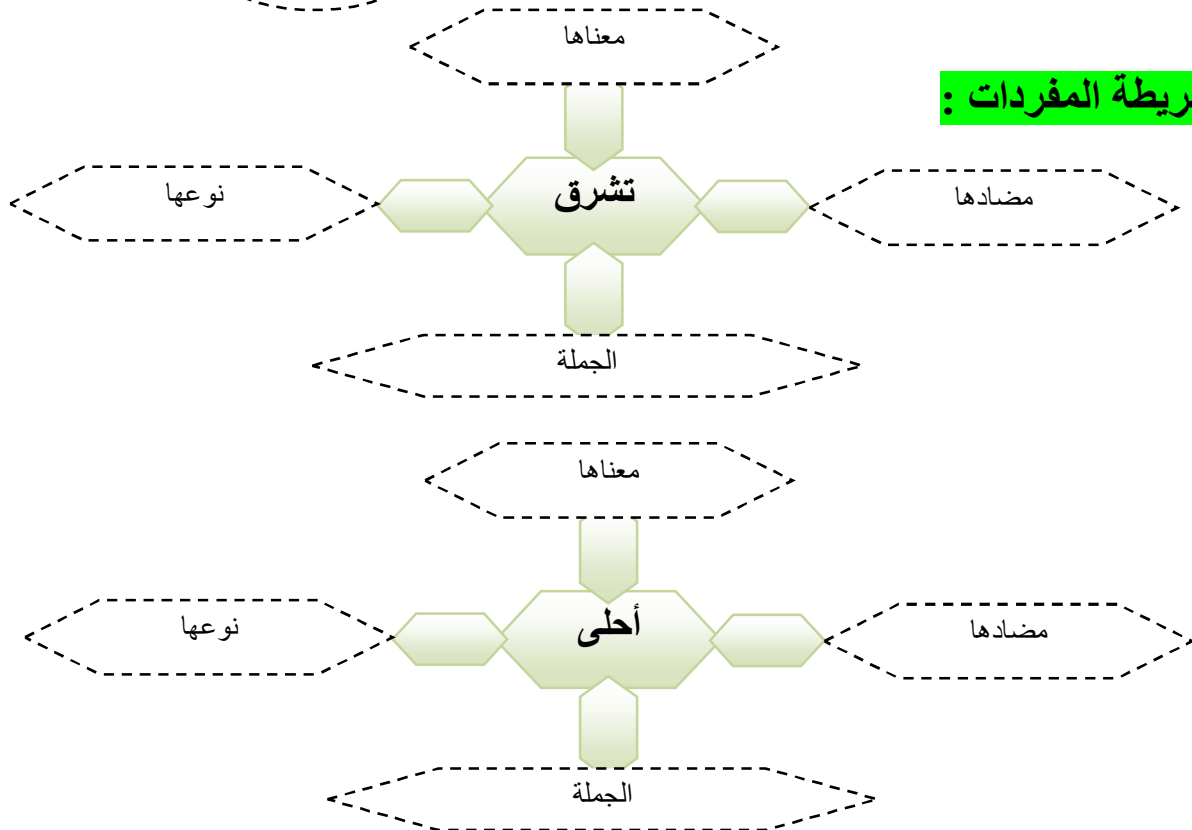 معناها
ريطة المفردات :
مضادها
تشرق
نوعها
الجملة
معناها
مضادها
أحلى
نوعها
الجملة